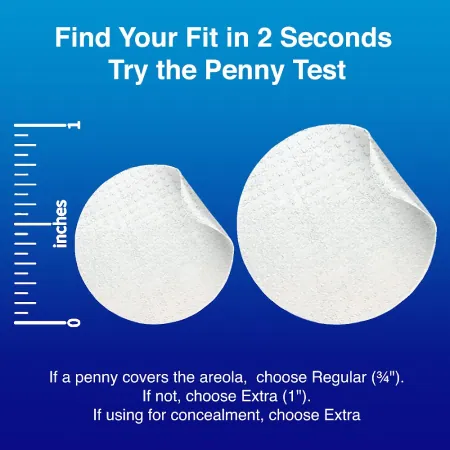 Find Your Fit in 2 Seconds
Try the Penny Test
1
inches
0
If a penny covers the areola,  choose Regular (¾").
If not, choose Extra (1").
If using for concealment, choose Extra